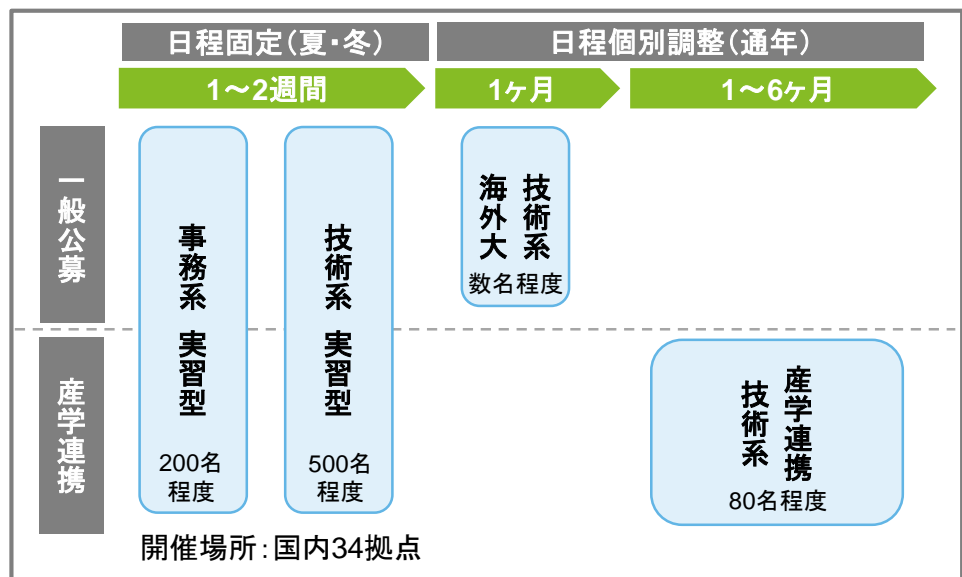 日程固定（夏・冬）
日程個別調整（通年）
1～2週間
1ヶ月
1～6ヶ月
一般公募
産学連携
事務系 実習型
200名
程度
技術系 実習型
500名
程度
技術系
海外大
数名程度
産学連携
技術系
80名程度
開催場所：国内34拠点